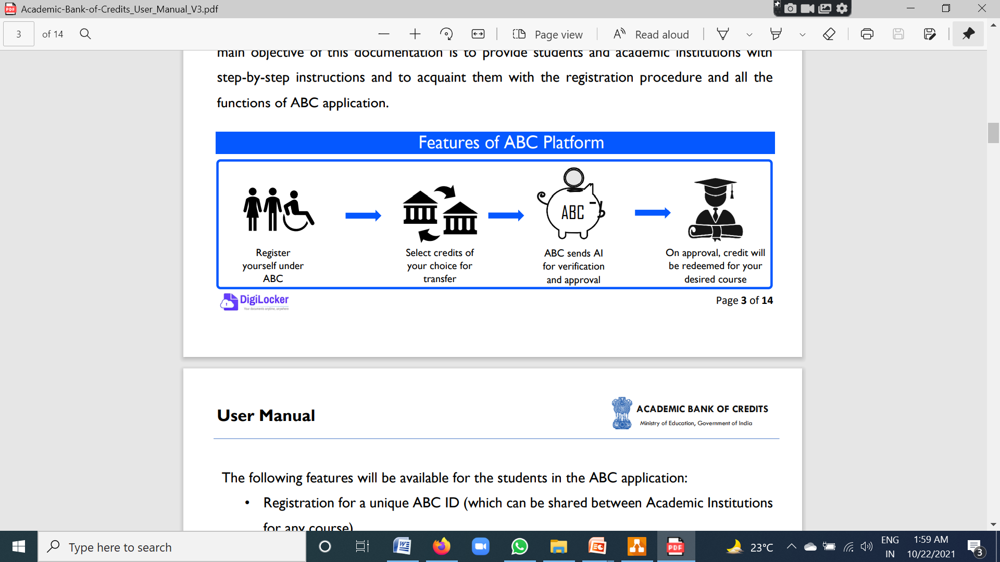 Academic-Bank-of-Credits_User_Manual_V3.pdf
3 of 14
Page view
Read aloud
main objective of this documentation is to provide students and academic institutions with
step-by-step instructions and to acquaint them with the registration procedure and all the
functions of ABC application.
Features of ABC Platform
ABC
Register
yourself under
ABC
Select credits of
your choice for
transfer
ABC sends AI
for verification
and approval
On approval, credit will
be redeemed for your
desired course
DigiLocker
Your documents anytime, anywhere
Page 3 of 14
User Manual
ACADEMIC BANK OF CREDITS
Ministry of Education, Government of India
The following features will be available for the students in the ABC application:
• Registration for a unique ABC ID (which can be shared between Academic Institutions
for any course)
Type here to search
PDF
23°C
ENG
IN
1:59 AM
10/22/2021
3